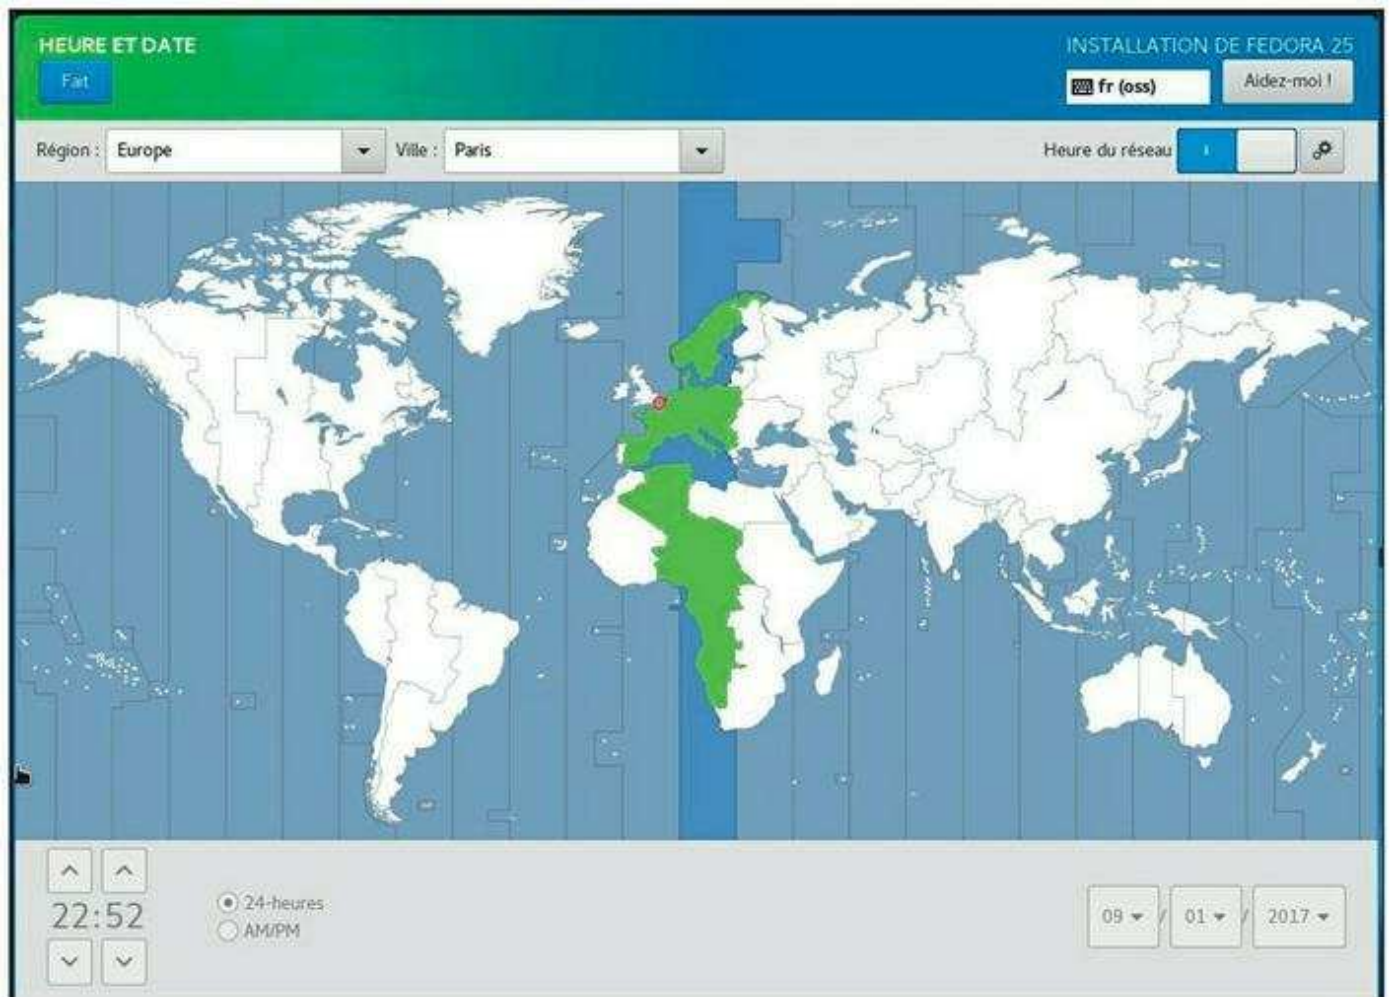 HEURE ET DATE
INSTALLATION DE FEDORA 25
Fait
fr (oss)
Aidez-moi !
Région :
Europe
Ville :
Paris
Heure du réseau
22:52
24-heures
AM/PM
09 / 01 / 2017